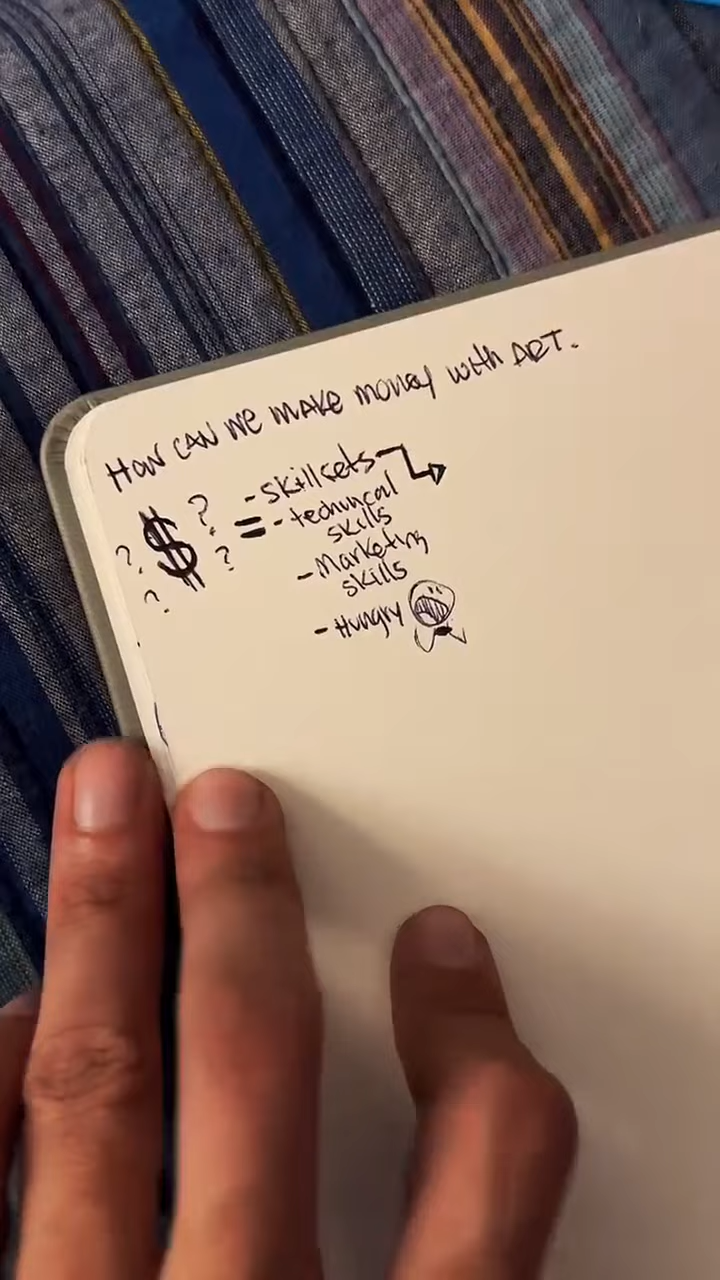 HOW CAN WE MAKE MONEY WITH ART.
? $ ? = - skillsets
? ? - technical
skills
- Marketing
skills
- Hungry